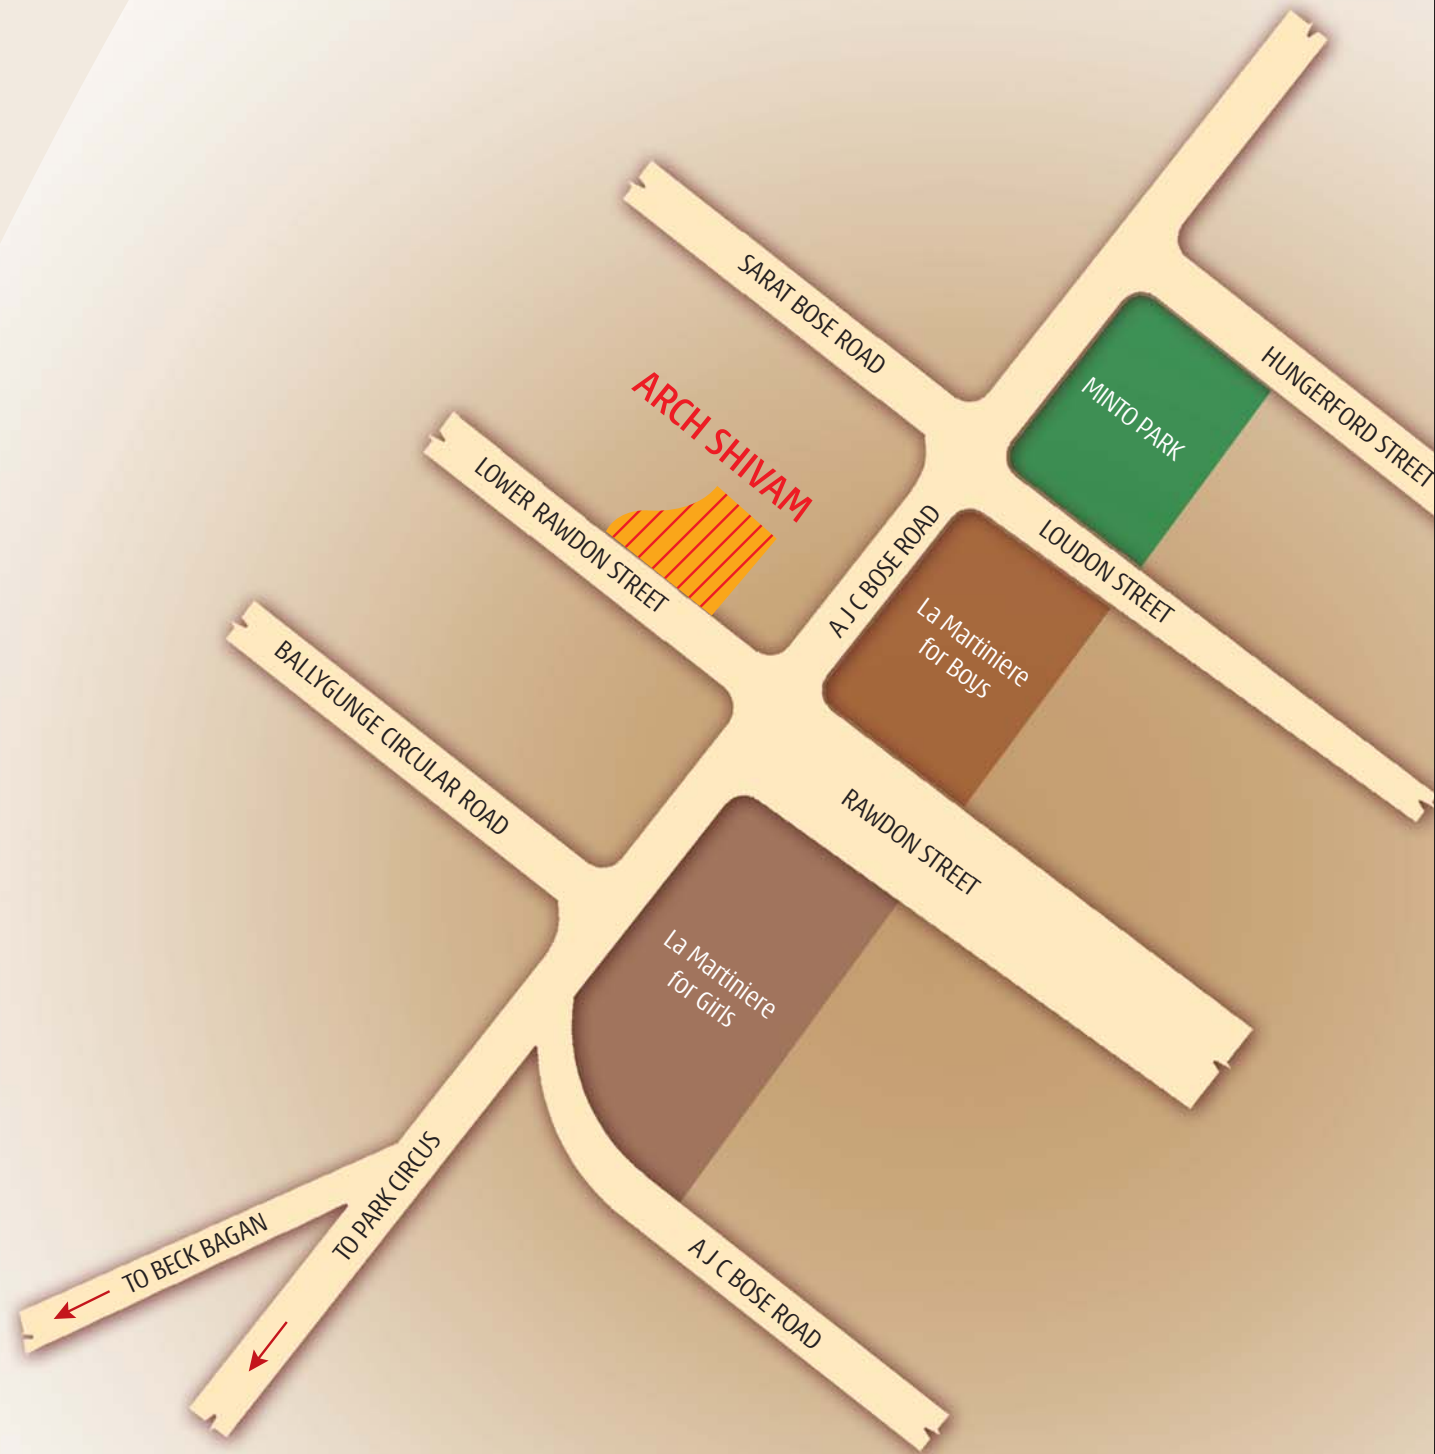 SARAT BOSE ROAD
HUNGERFORD STREET
MINTO PARK
ARCH SHIVAM
LOWER RAWDON STREET
A J C BOSE ROAD
LOUDON STREET
La Martiniere
for Boys
BALLYGUNGE CIRCULAR ROAD
RAWDON STREET
La Martiniere
for Girls
TO PARK CIRCUS
TO BECK BAGAN
A J C BOSE ROAD